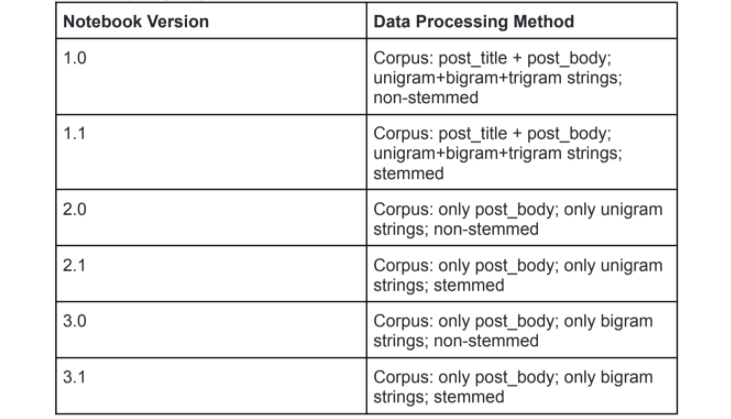 Notebook Version
Data Processing Method
1.0
Corpus: post_title + post_body;
unigram+bigram+trigram strings;
non-stemmed
1.1
Corpus: post_title + post_body;
unigram+bigram+trigram strings;
stemmed
2.0
Corpus: only post_body; only unigram
strings; non-stemmed
2.1
Corpus: only post_body; only unigram
strings; stemmed
3.0
Corpus: only post_body; only bigram
strings; non-stemmed
3.1
Corpus: only post_body; only bigram
strings; stemmed